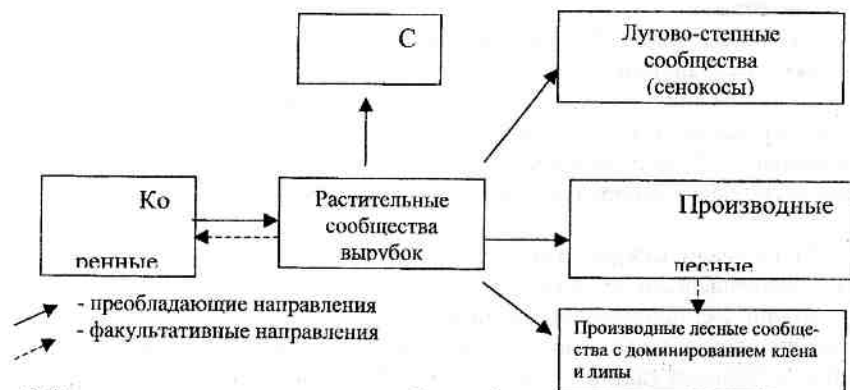 С
Лугово-степные
сообщества
(сенокосы)
Ко
ренные
Растительные
сообщества
вырубок
Производные
лесные
- преобладающие направления
- факультативные направления
Производные лесные сообще-
ства с доминированием клена
и липы